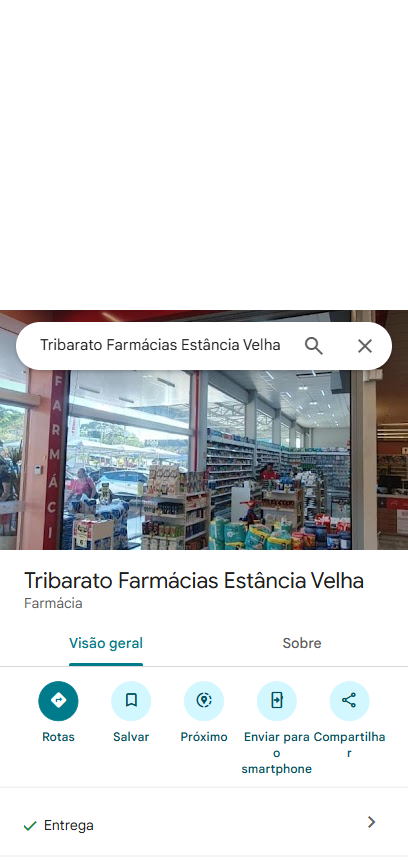 Tribarato Farmácias Estância Velha
FARMÁCI
Tribarato Farmácias Estância Velha
Farmácia
Visão geral
Sobre
Rotas
Salvar
Próximo
Enviar para
o
smartphone
Compartilha
r
Entrega